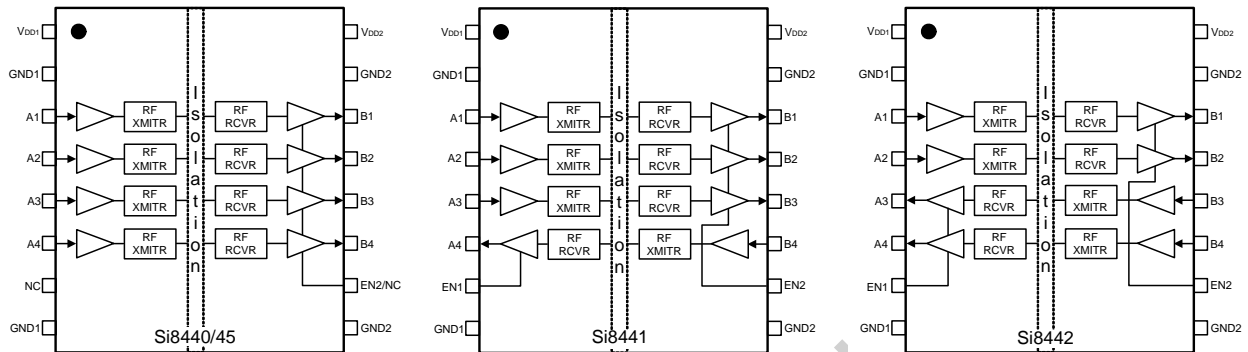 VDD1
VDD2
GND1
GND2
A1
RF XMITR
RF RCVR
B1
A2
RF XMITR
RF RCVR
B2
A3
RF XMITR
RF RCVR
B3
A4
RF XMITR
RF RCVR
B4
NC
EN2/NC
GND1
GND2
Isolation
Si8440/45
VDD1
VDD2
GND1
GND2
A1
RF XMITR
RF RCVR
B1
A2
RF XMITR
RF RCVR
B2
A3
RF XMITR
RF RCVR
B3
A4
RF RCVR
RF XMITR
B4
EN1
EN2
GND1
GND2
Isolation
Si8441
VDD1
VDD2
GND1
GND2
A1
RF XMITR
RF RCVR
B1
A2
RF XMITR
RF RCVR
B2
A3
RF RCVR
RF XMITR
B3
A4
RF RCVR
RF XMITR
B4
EN1
EN2
GND1
GND2
Isolation
Si8442